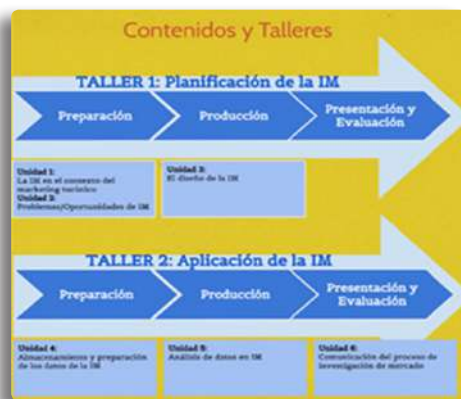 Contenidos y Talleres
TALLER 1: Planificación de la IM
Preparación
Producción
Presentación y
Evaluación
Unidad 1:
La IM en el contexto del
marketing turístico
Unidad 2:
Problemas/Oportunidades de IM
Unidad 3:
El diseño de la IM
TALLER 2: Aplicación de la IM
Preparación
Producción
Presentación y
Evaluación
Unidad 4:
Almacenamiento y preparación
de los datos de la IM
Unidad 5:
Análisis de datos en IM
Unidad 6:
Comunicación del proceso de
investigación de mercado